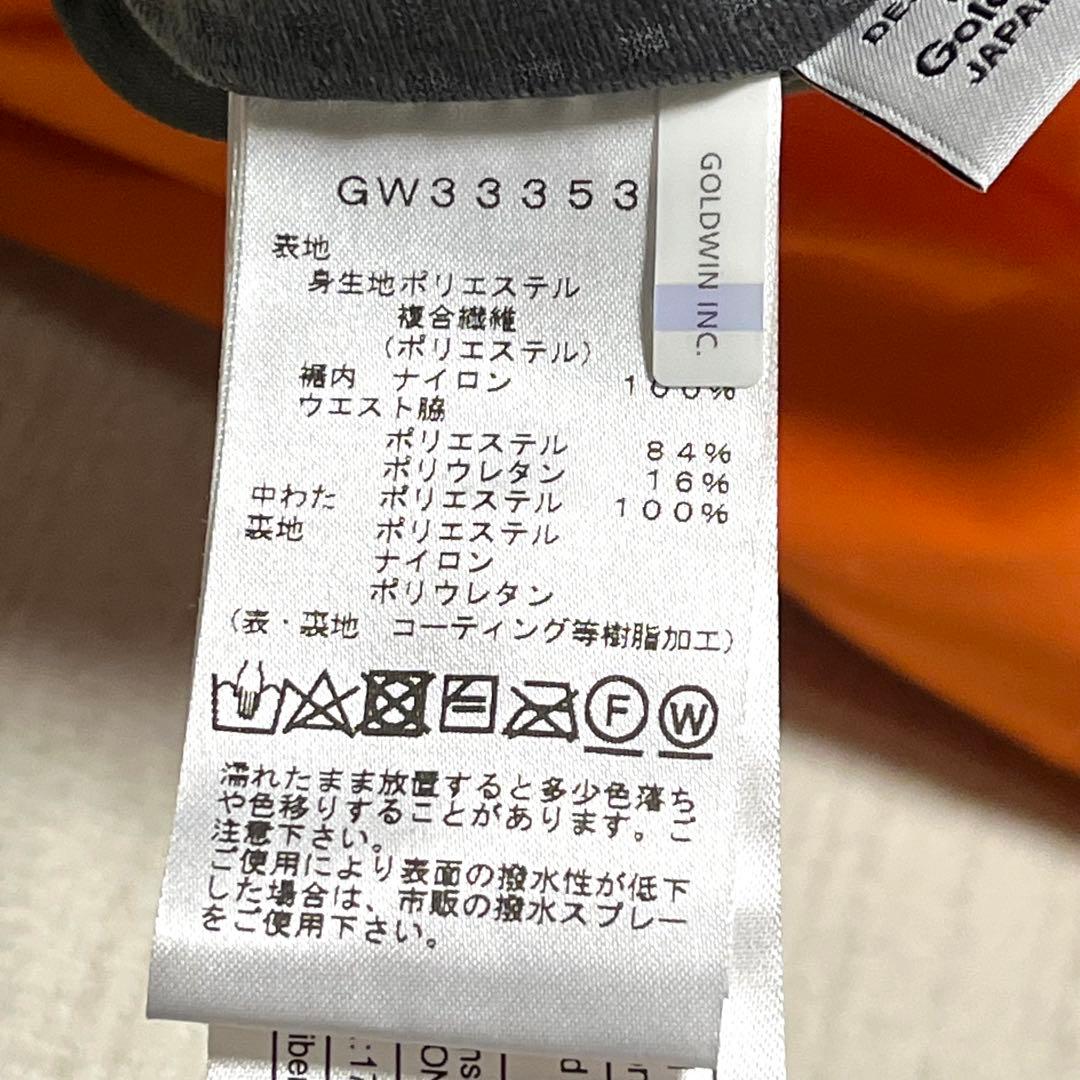 GW33353
表地
身生地ポリエステル
複合繊維
(ポリエステル)
裾内 ナイロン 100%
ウエスト脇
ポリエステル 84%
ポリウレタン 16%
中わた ポリエステル 100%
裏地 ポリエステル
ナイロン
ポリウレタン
(表・裏地 コーティング等樹脂加工)
F
W
濡れたまま放置すると多少色落ち
や色移りすることがあります。ご
注意下さい。
ご使用により表面の撥水性が低下
した場合は、市販の撥水スプレー
をご使用下さい。
GOLDWIN INC.
Gol
JAPA